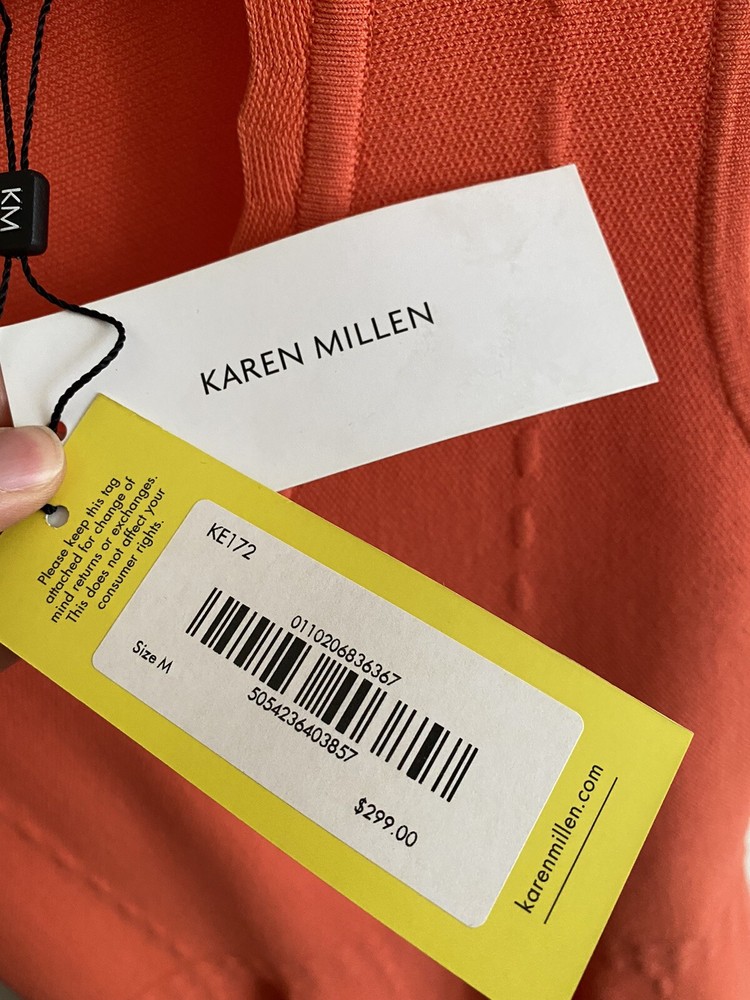 KM
KAREN MILLEN
Please keep this tag
attached for change of
mind returns or exchanges.
This does not affect your
consumer rights.
KE172
0110206836367
Size M
5054236403857
$299.00
karenmillen.com